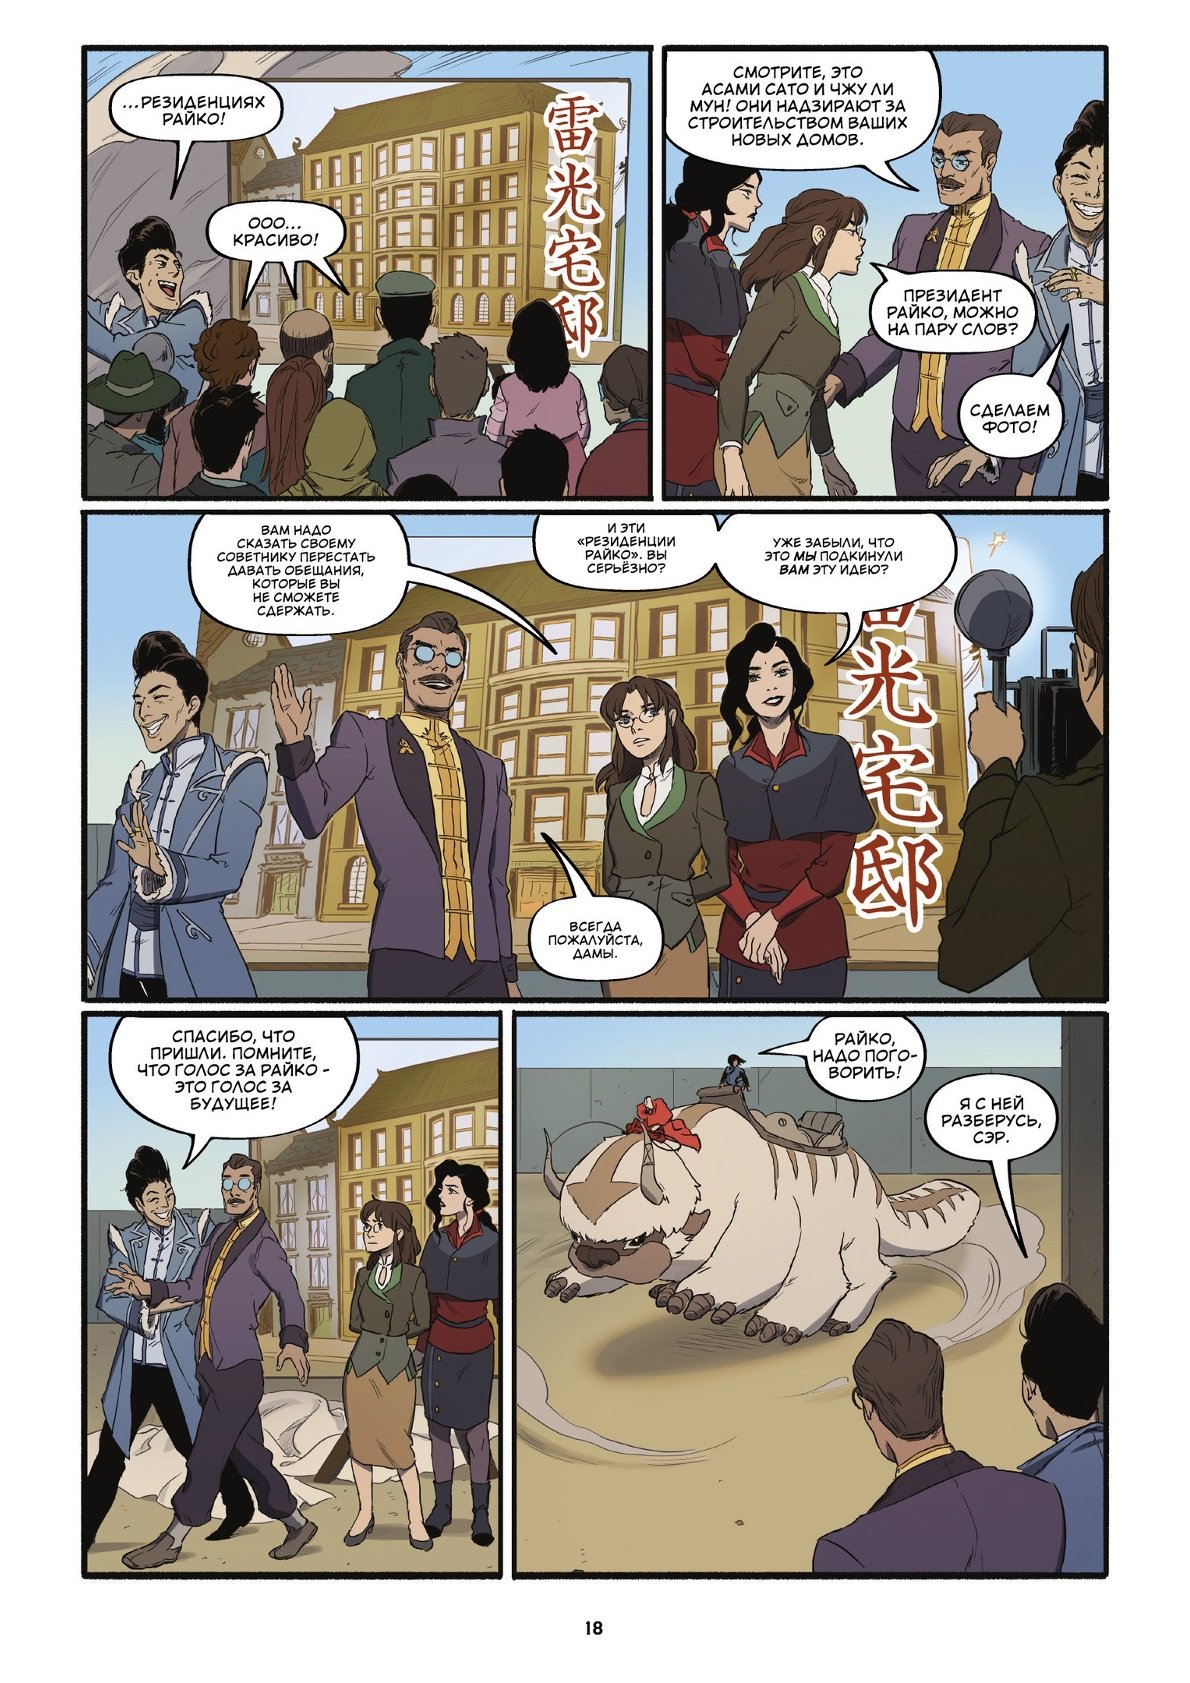 ...РЕЗИДЕНЦИЯХ
РАЙКО!
ООО...
КРАСИВО!
雷
光
宅
邸
СМОТРИТЕ, ЭТО
АСАМИ САТО И ЧЖУ ЛИ
МУН! ОНИ НАДЗИРАЮТ ЗА
СТРОИТЕЛЬСТВОМ ВАШИХ
НОВЫХ ДОМОВ.
ПРЕЗИДЕНТ
РАЙКО, МОЖНО
НА ПАРУ СЛОВ?
СДЕЛАЕМ
ФОТО!
ВАМ НАДО
СКАЗАТЬ СВОЕМУ
СОВЕТНИКУ ПЕРЕСТАТЬ
ДАВАТЬ ОБЕЩАНИЯ,
КОТОРЫЕ ВЫ
НЕ СМОЖЕТЕ
СДЕРЖАТЬ.
И ЭТИ
«РЕЗИДЕНЦИИ
РАЙКО». ВЫ
СЕРЬЁЗНО?
УЖЕ ЗАБЫЛИ, ЧТО
ЭТО МЫ ПОДКИНУЛИ
ВАМ ЭТУ ИДЕЮ?
雷
光
宅
邸
ВСЕГДА
ПОЖАЛУЙСТА,
ДАМЫ.
СПАСИБО, ЧТО
ПРИШЛИ. ПОМНИТЕ,
ЧТО ГОЛОС ЗА РАЙКО -
ЭТО ГОЛОС ЗА
БУДУЩЕЕ!
РАЙКО,
НАДО ПОГО-
ВОРИТЬ!
Я С НЕЙ
РАЗБЕРУСЬ,
СЭР.
18